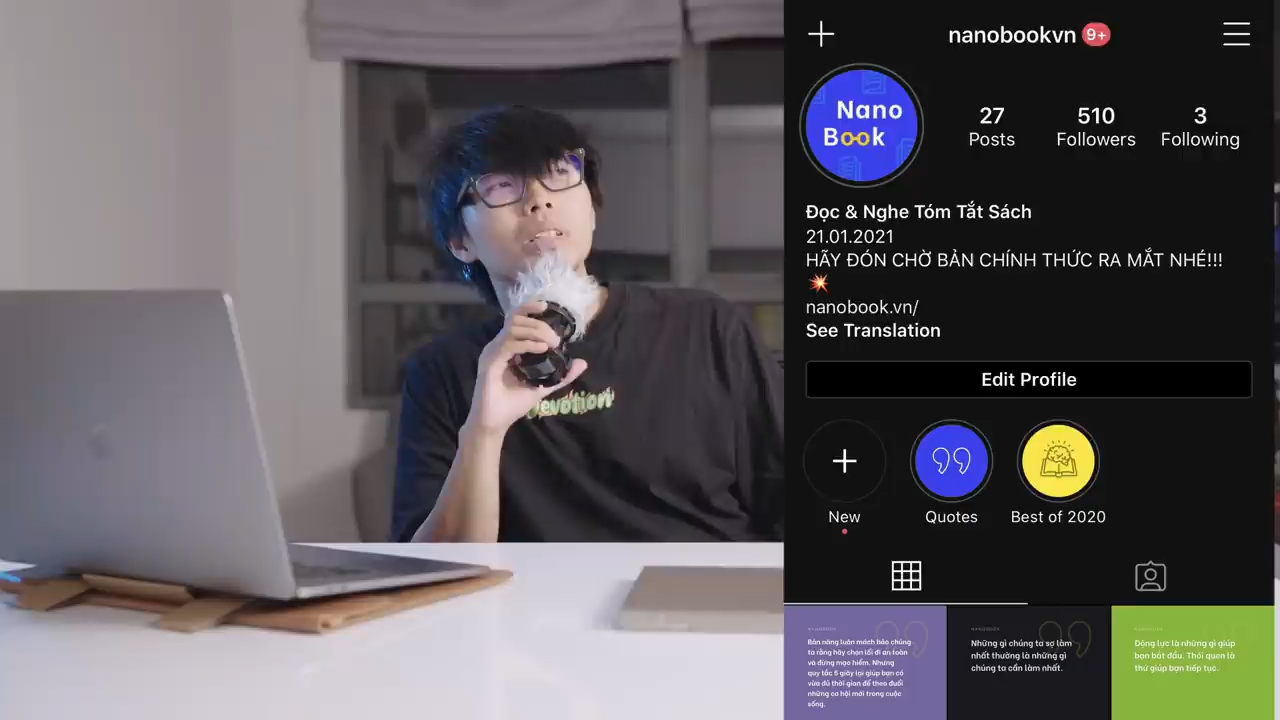 Devotion
nanobookvn 9+
Nano
Book
27
Posts
510
Followers
3
Following
Đọc & Nghe Tóm Tắt Sách
21.01.2021
HÃY ĐÓN CHỜ BẢN CHÍNH THỨC RA MẮT NHÉ!!!
💥
nanobook.vn/
See Translation
Edit Profile
New
Quotes
Best of 2020
Bản năng luôn mách bảo chúng
ta rằng hãy chọn lối đi an toàn
và đừng mạo hiểm. Nhưng
quy tắc 5 giây lại giúp bạn có
vừa đủ thời gian để theo đuổi
những cơ hội mới trong cuộc
sống.
Những gì chúng ta sợ làm
nhất thường là những gì
chúng ta cần làm nhất.
Động lực là những gì giúp
bạn bắt đầu. Thói quen là
thứ giúp bạn tiếp tục.